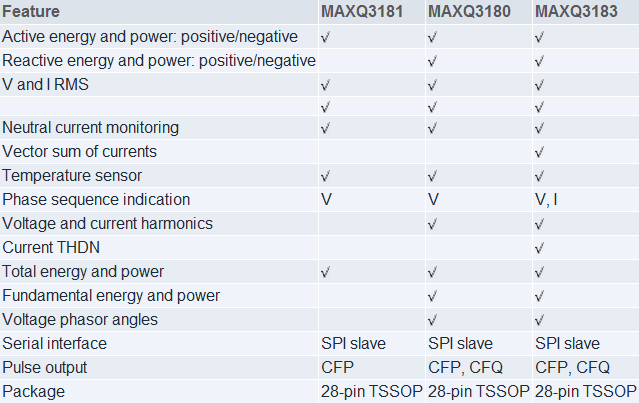 Feature MAXQ3181 MAXQ3180 MAXQ3183
Active energy and power: positive/negative √ √ √
Reactive energy and power: positive/negative √ √
V and I RMS √ √ √
√ √ √
Neutral current monitoring √ √ √
Vector sum of currents √
Temperature sensor √ √ √
Phase sequence indication V V V, I
Voltage and current harmonics √ √
Current THDN √
Total energy and power √ √ √
Fundamental energy and power √ √
Voltage phasor angles √ √
Serial interface SPI slave SPI slave SPI slave
Pulse output CFP CFP, CFQ CFP, CFQ
Package 28-pin TSSOP 28-pin TSSOP 28-pin TSSOP